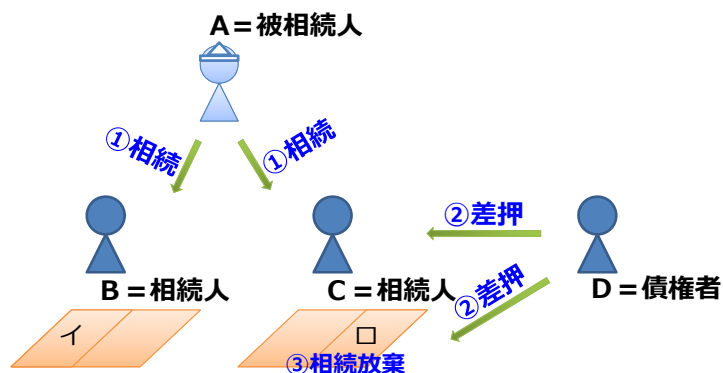 A＝被相続人
①相続
①相続
②差押
B＝相続人
C＝相続人
②差押
D＝債権者
イ
ロ
③相続放棄